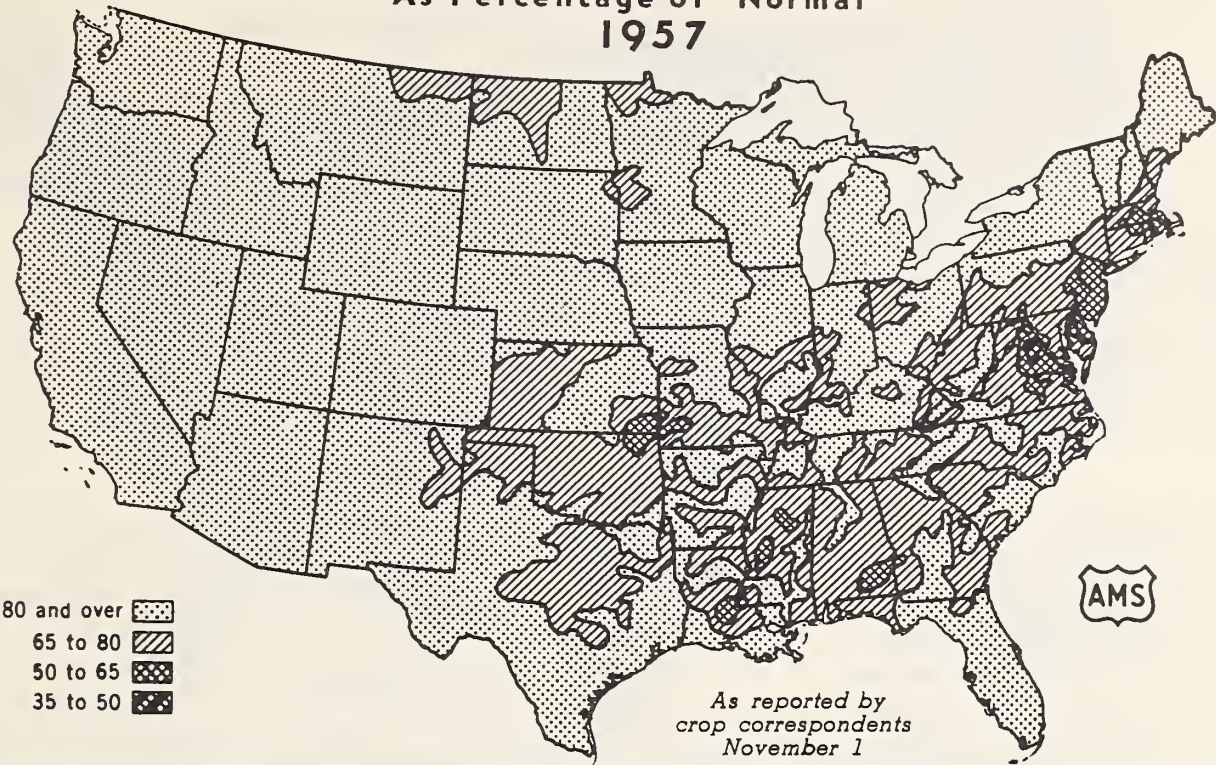 As Percentage of Normal
1957
80 and over
65 to 80
50 to 65
35 to 50
As reported by
crop correspondents
November 1
AMS